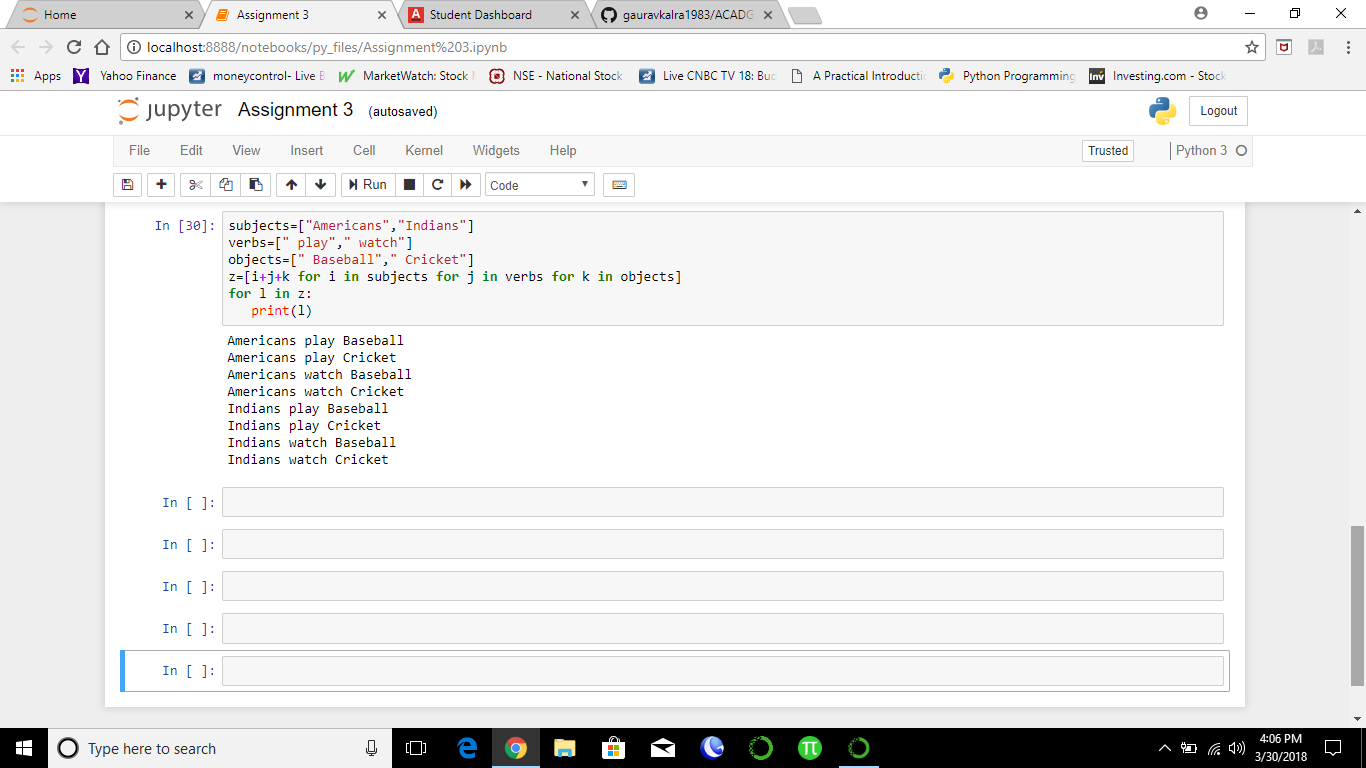 Home
Assignment 3
Student Dashboard
gauravkalra1983/ACADG
localhost:8888/notebooks/py_files/Assignment%203.ipynb
Apps
Yahoo Finance
moneycontrol- Live B
MarketWatch: Stock
NSE - National Stock
Live CNBC TV 18: Bu
A Practical Introducti
Python Programming
Investing.com - Stock
jupyter Assignment 3 (autosaved)
Logout
File Edit View Insert Cell Kernel Widgets Help
Trusted
Python 3
Run
Code
In [30]:
subjects=["Americans","Indians"]
verbs=[" play"," watch"]
objects=[" Baseball"," Cricket"]
z=[i+j+k for i in subjects for j in verbs for k in objects]
for l in z:
   print(l)
Americans play Baseball
Americans play Cricket
Americans watch Baseball
Americans watch Cricket
Indians play Baseball
Indians play Cricket
Indians watch Baseball
Indians watch Cricket
In [ ]:
In [ ]:
In [ ]:
In [ ]:
In [ ]:
Type here to search
4:06 PM
3/30/2018